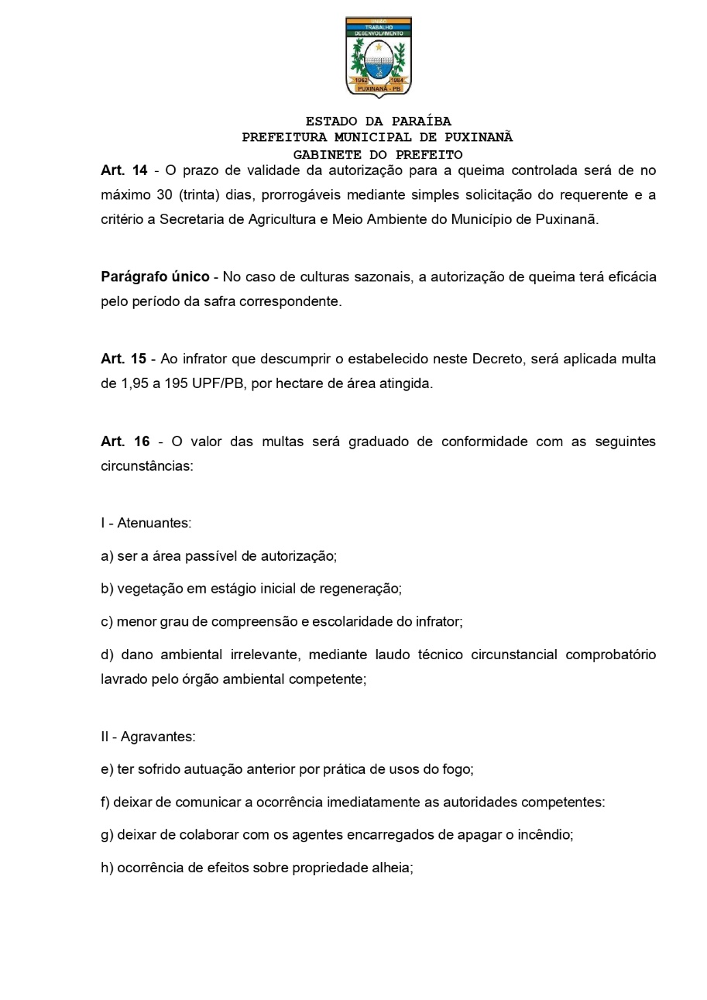 UNIÃO
TRABALHO
DESENVOLVIMENTO
1962 1984
PUXINANÃ - PB
ESTADO DA PARAÍBA
PREFEITURA MUNICIPAL DE PUXINANÃ
GABINETE DO PREFEITO
Art. 14 - O prazo de validade da autorização para a queima controlada será de no
máximo 30 (trinta) dias, prorrogáveis mediante simples solicitação do requerente e a
critério a Secretaria de Agricultura e Meio Ambiente do Município de Puxinanã.
Parágrafo único - No caso de culturas sazonais, a autorização de queima terá eficácia
pelo período da safra correspondente.
Art. 15 - Ao infrator que descumprir o estabelecido neste Decreto, será aplicada multa
de 1,95 a 195 UPF/PB, por hectare de área atingida.
Art. 16 - O valor das multas será graduado de conformidade com as seguintes
circunstâncias:
I - Atenuantes:
a) ser a área passível de autorização;
b) vegetação em estágio inicial de regeneração;
c) menor grau de compreensão e escolaridade do infrator;
d) dano ambiental irrelevante, mediante laudo técnico circunstancial comprobatório
lavrado pelo órgão ambiental competente;
II - Agravantes:
e) ter sofrido autuação anterior por prática de usos do fogo;
f) deixar de comunicar a ocorrência imediatamente as autoridades competentes:
g) deixar de colaborar com os agentes encarregados de apagar o incêndio;
h) ocorrência de efeitos sobre propriedade alheia;